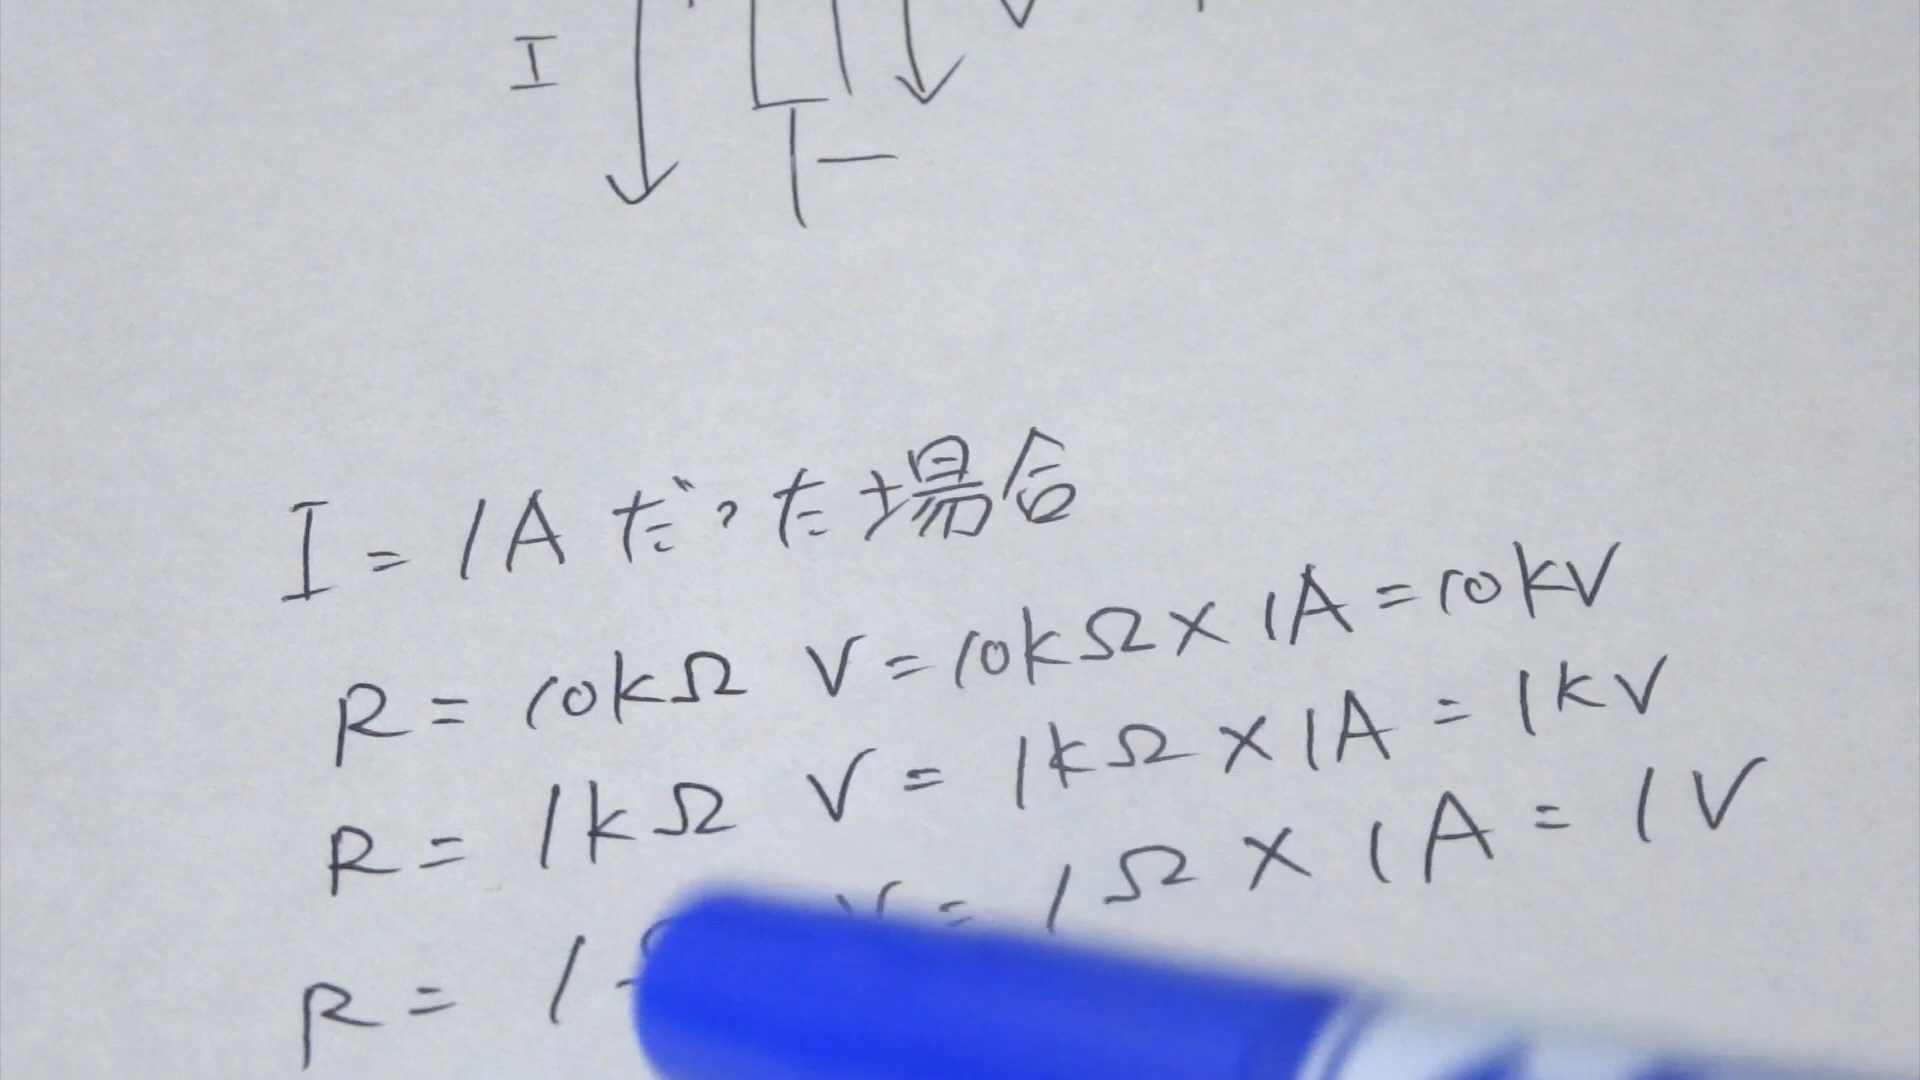 I
I = 1A だった場合
R = 10kΩ V = 10kΩ × 1A = 10kV
R = 1kΩ V = 1kΩ × 1A = 1kV
R = 1 V = 1Ω × 1A = 1V